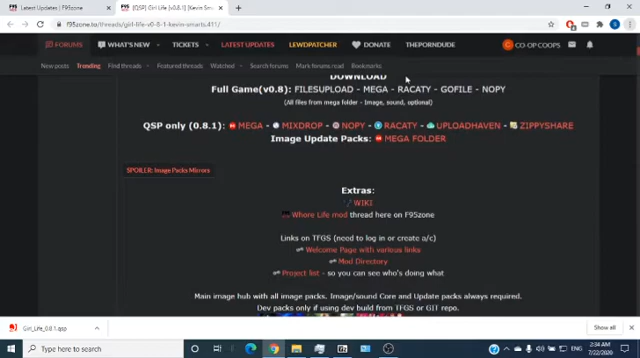 Latest Updates | F95zone
[QSP] Girl Life [v0.8.1] [Kevin Smarts]
f95zone.to/threads/girl-life-v0-8-1-kevin-smarts.411/
FORUMS WHAT'S NEW TICKETS LATEST UPDATES LEWDPATCHER DONATE THEPORNDUDE CO-OP COOPS
New posts Trending Find threads Featured threads Watched Search forums Mark forums read Bookmarks
DOWNLOAD
Full Game(v0.8): FILESUPLOAD - MEGA - RACATY - GOFILE - NOPY
(All files from mega folder - Image, sound, optional)
QSP only (0.8.1): MEGA - MIXDROP - NOPY - RACATY - UPLOADHAVEN - ZIPPYSHARE
Image Update Packs: MEGA FOLDER
SPOILER: Image Packs Mirrors
Extras:
WIKI
Whore Life mod thread here on F95zone
Links on TFGS (need to log in or create a/c)
Welcome Page with various links
Mod Directory
Project list - so you can see who's doing what
Main image hub with all image packs. Image/sound Core and Update packs always required.
Dev packs only if using dev build from TFGS or GIT repo.
Girl_Life_0.8.1.qsp
Show all
Type here to search
ENG
2:34 AM
7/22/2020